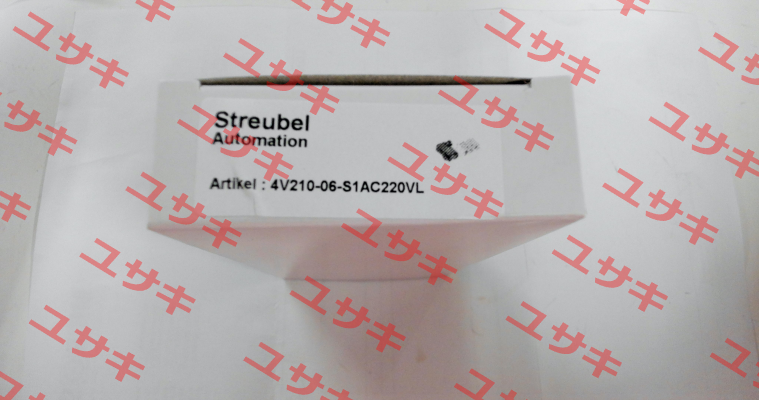 Streubel
Automation
Artikel : 4V210-06-S1AC220VL
ユサキ